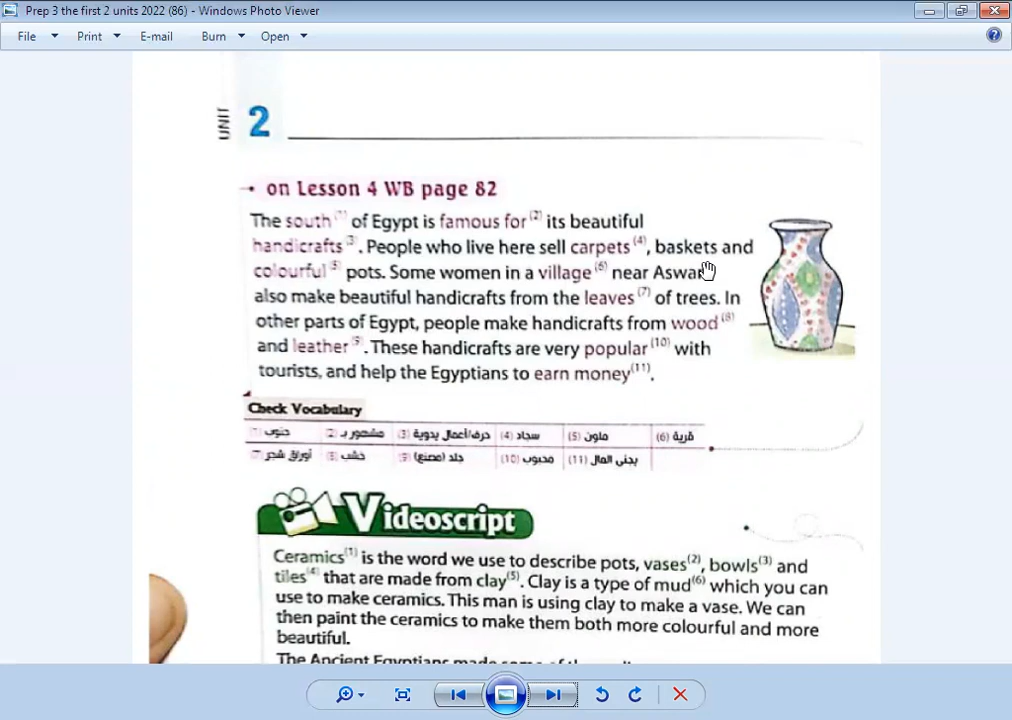 Prep 3 the first 2 units 2022 (86) - Windows Photo Viewer
File Print E-mail Burn Open
UNIT 2
on Lesson 4 WB page 82
The south (1) of Egypt is famous for (2) its beautiful
handicrafts (3). People who live here sell carpets (4), baskets and
colourful (5) pots. Some women in a village (6) near Aswan
also make beautiful handicrafts from the leaves (7) of trees. In
other parts of Egypt, people make handicrafts from wood (8)
and leather (9). These handicrafts are very popular (10) with
tourists, and help the Egyptians to earn money (11).
Check Vocabulary
(1) جنوب (2) مشهور بـ (3) حرف/أعمال يدوية (4) سجاد (5) ملون (6) قرية
(7) أوراق شجر (8) خشب (9) جلد (مصنع) (10) محبوب (11) يجنى المال
Videoscript
Ceramics (1) is the word we use to describe pots, vases (2), bowls (3) and
tiles (4) that are made from clay (5). Clay is a type of mud (6) which you can
use to make ceramics. This man is using clay to make a vase. We can
then paint the ceramics to make them both more colourful and more
beautiful.
The Ancient Egyptians made some of the